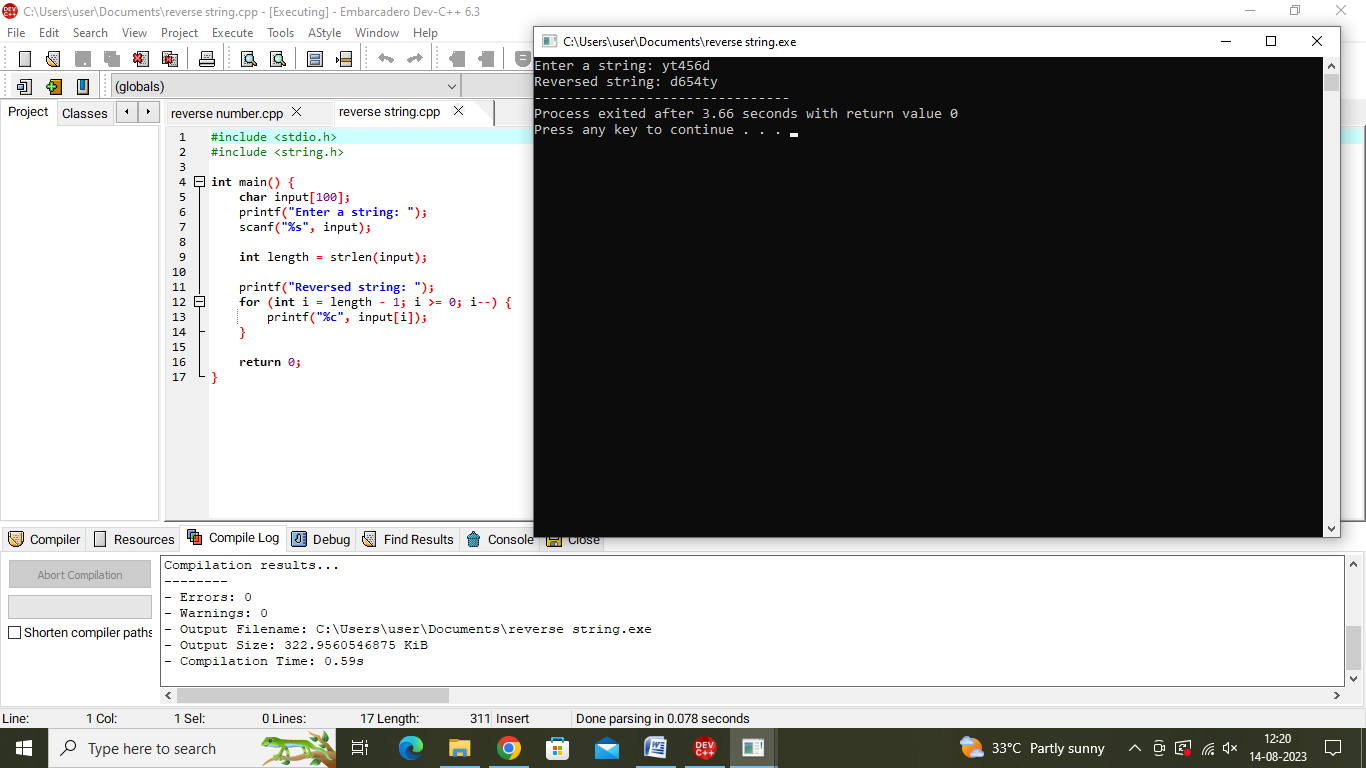 C:\Users\user\Documents\reverse string.cpp - [Executing] - Embarcadero Dev-C++ 6.3
File Edit Search View Project Execute Tools AStyle Window Help
(globals)
Project Classes
reverse number.cpp reverse string.cpp
1 #include <stdio.h>
2 #include <string.h>
3
4 int main() {
5 char input[100];
6 printf("Enter a string: ");
7 scanf("%s", input);
8
9 int length = strlen(input);
10
11 printf("Reversed string: ");
12 for (int i = length - 1; i >= 0; i--) {
13 printf("%c", input[i]);
14 }
15
16 return 0;
17 }
C:\Users\user\Documents\reverse string.exe
Enter a string: yt456d
Reversed string: d654ty
--------------------------------
Process exited after 3.66 seconds with return value 0
Press any key to continue . . .
Compiler Resources Compile Log Debug Find Results Console Close
Abort Compilation
Shorten compiler paths
Compilation results...
--------
- Errors: 0
- Warnings: 0
- Output Filename: C:\Users\user\Documents\reverse string.exe
- Output Size: 322.9560546875 KiB
- Compilation Time: 0.59s
Line: 1 Col: 1 Sel: 0 Lines: 17 Length: 311 Insert Done parsing in 0.078 seconds
Type here to search
DEV C++
33°C Partly sunny
12:20
14-08-2023